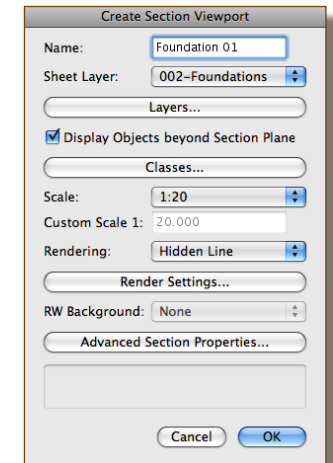 Create Section Viewport
Name: Foundation 01
Sheet Layer: 002-Foundations
Layers...
Display Objects beyond Section Plane
Classes...
Scale: 1:20
Custom Scale 1: 20.000
Rendering: Hidden Line
Render Settings...
RW Background: None
Advanced Section Properties...
Cancel OK